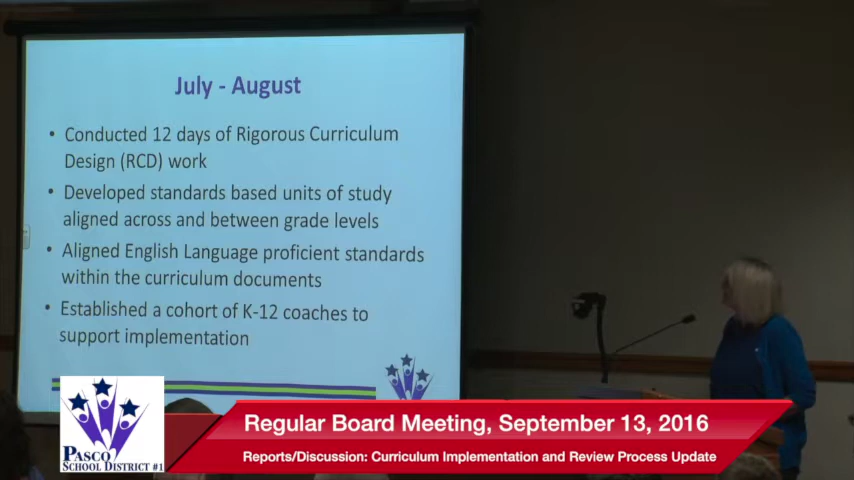 July - August
• Conducted 12 days of Rigorous Curriculum
Design (RCD) work
• Developed standards based units of study
aligned across and between grade levels
• Aligned English Language proficient standards
within the curriculum documents
• Established a cohort of K-12 coaches to
support implementation
PASCO
SCHOOL DISTRICT #1
Regular Board Meeting, September 13, 2016
Reports/Discussion: Curriculum Implementation and Review Process Update